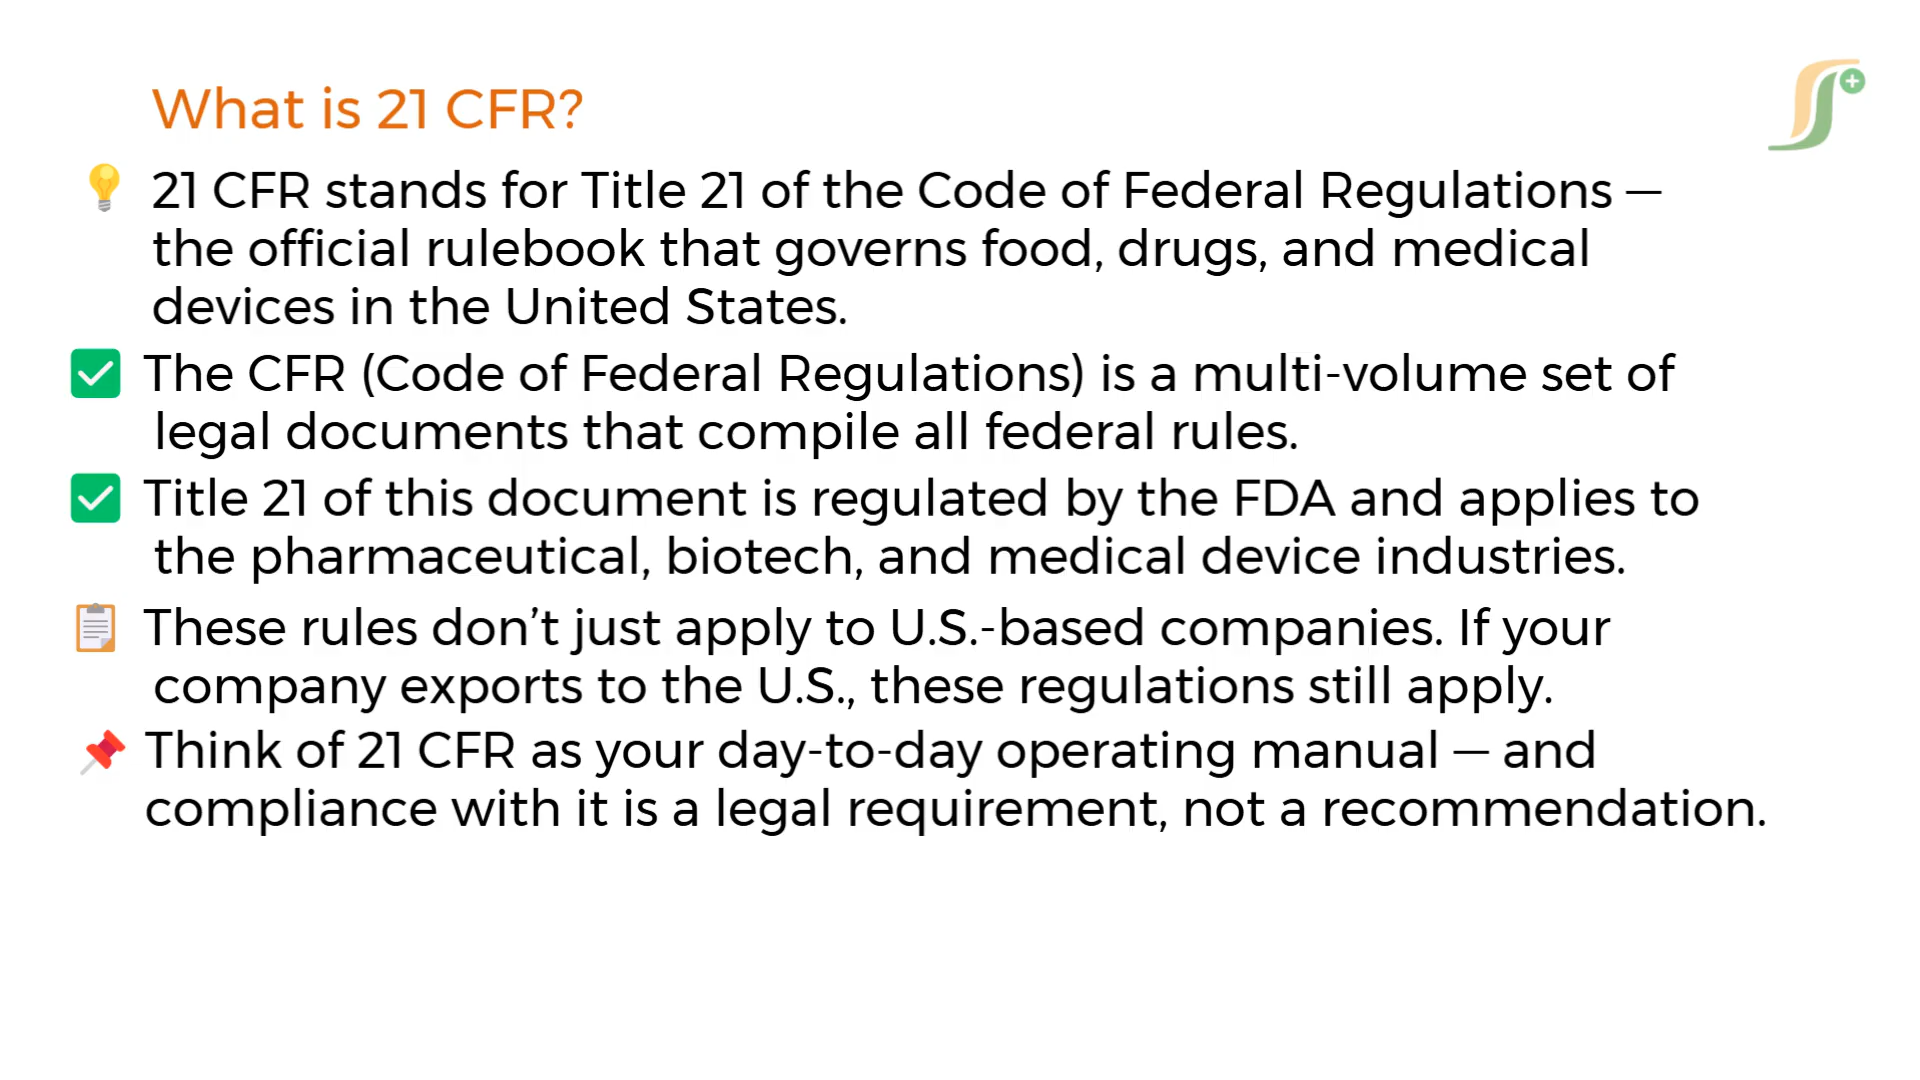 What is 21 CFR?
21 CFR stands for Title 21 of the Code of Federal Regulations —
the official rulebook that governs food, drugs, and medical
devices in the United States.
The CFR (Code of Federal Regulations) is a multi-volume set of
legal documents that compile all federal rules.
Title 21 of this document is regulated by the FDA and applies to
the pharmaceutical, biotech, and medical device industries.
These rules don’t just apply to U.S.-based companies. If your
company exports to the U.S., these regulations still apply.
Think of 21 CFR as your day-to-day operating manual — and
compliance with it is a legal requirement, not a recommendation.